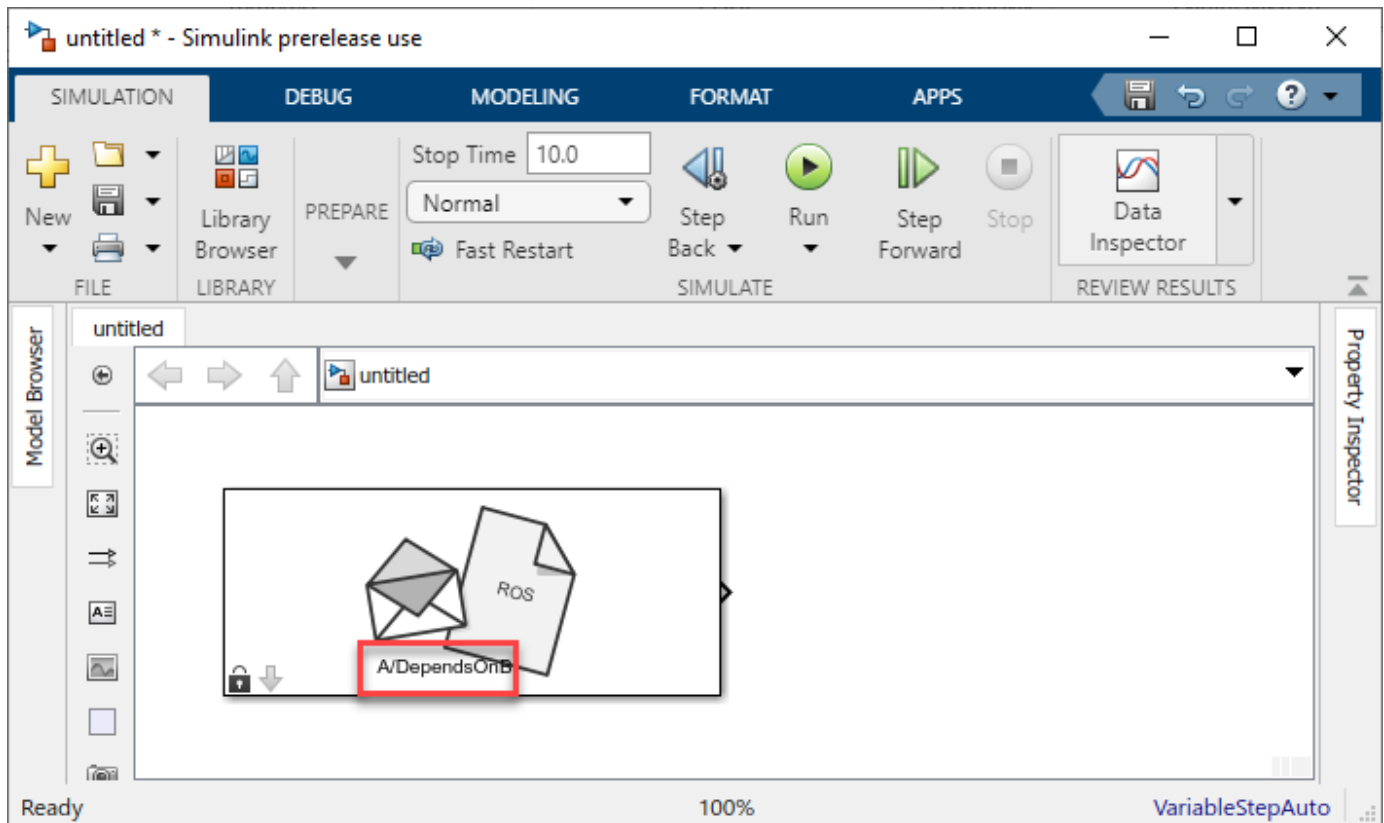 untitled * - Simulink prerelease use
SIMULATION DEBUG MODELING FORMAT APPS
?
Stop Time 10.0
New Library Browser PREPARE Normal Step Back Run Step Forward Stop Data Inspector
Fast Restart
FILE LIBRARY SIMULATE REVIEW RESULTS
Model Browser
untitled
untitled
Property Inspector
A
ROS
A/DependsOnB
Ready 100% VariableStepAuto